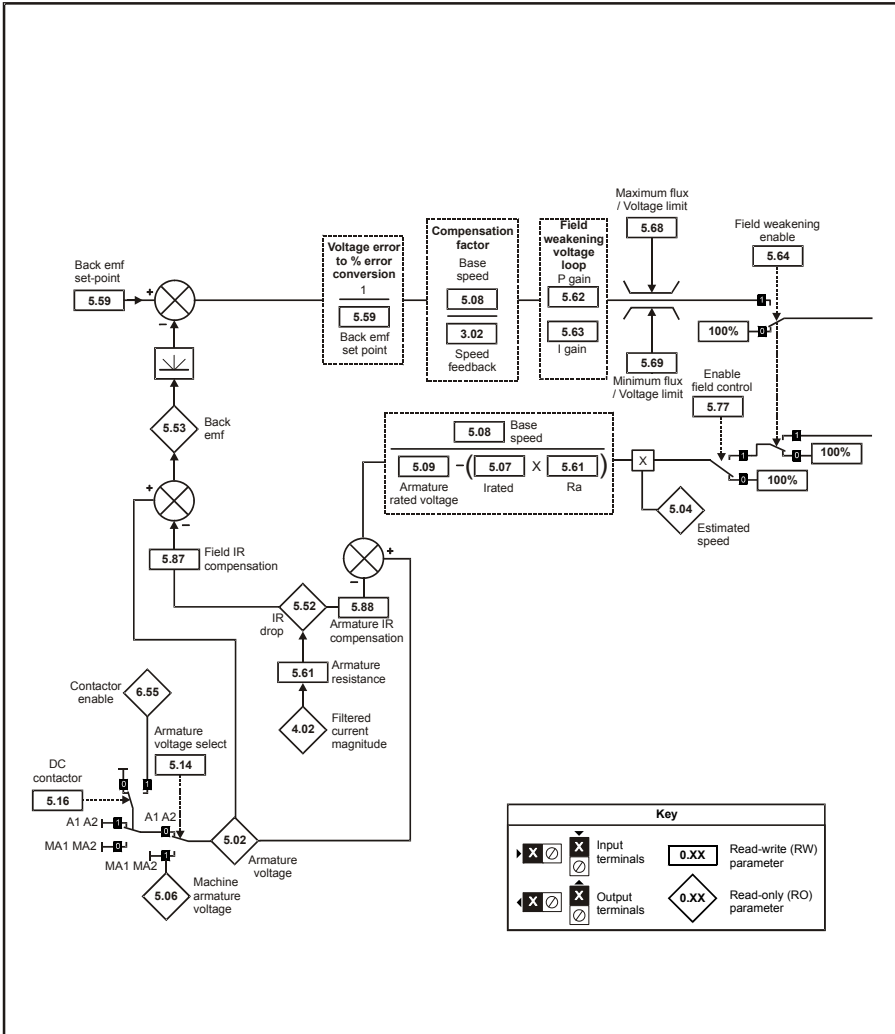 Maximum flux
/ Voltage limit
5.68
Field weakening
enable
5.64
Voltage error
to % error
conversion
1
5.59
Back emf
set point
Compensation
factor
Base
speed
5.08
3.02
Speed
feedback
Field
weakening
voltage
loop
P gain
5.62
5.63
I gain
Back emf
set-point
5.59
+
–
1
0
100%
5.69
Minimum flux
/ Voltage limit
Enable
field control
5.77
5.53
Back
emf
5.08
Base
speed
5.09
– (
5.07
X
5.61
)
Armature
rated voltage
Irated
Ra
X
1
0
100%
1
0
100%
5.04
Estimated
speed
+
–
5.87
Field IR
compensation
+
–
5.52
IR
drop
5.88
Armature IR
compensation
5.61
Armature
resistance
4.02
Filtered
current
magnitude
Contactor
enable
6.55
Armature
voltage select
5.14
DC
contactor
5.16
0
1
A1 A2
1
A1 A2
0
MA1 MA2
0
MA1 MA2
1
5.02
Armature
voltage
5.06
Machine
armature
voltage
Key
X
X
Input
terminals
0.XX
Read-write (RW)
parameter
X
X
Output
terminals
0.XX
Read-only (RO)
parameter